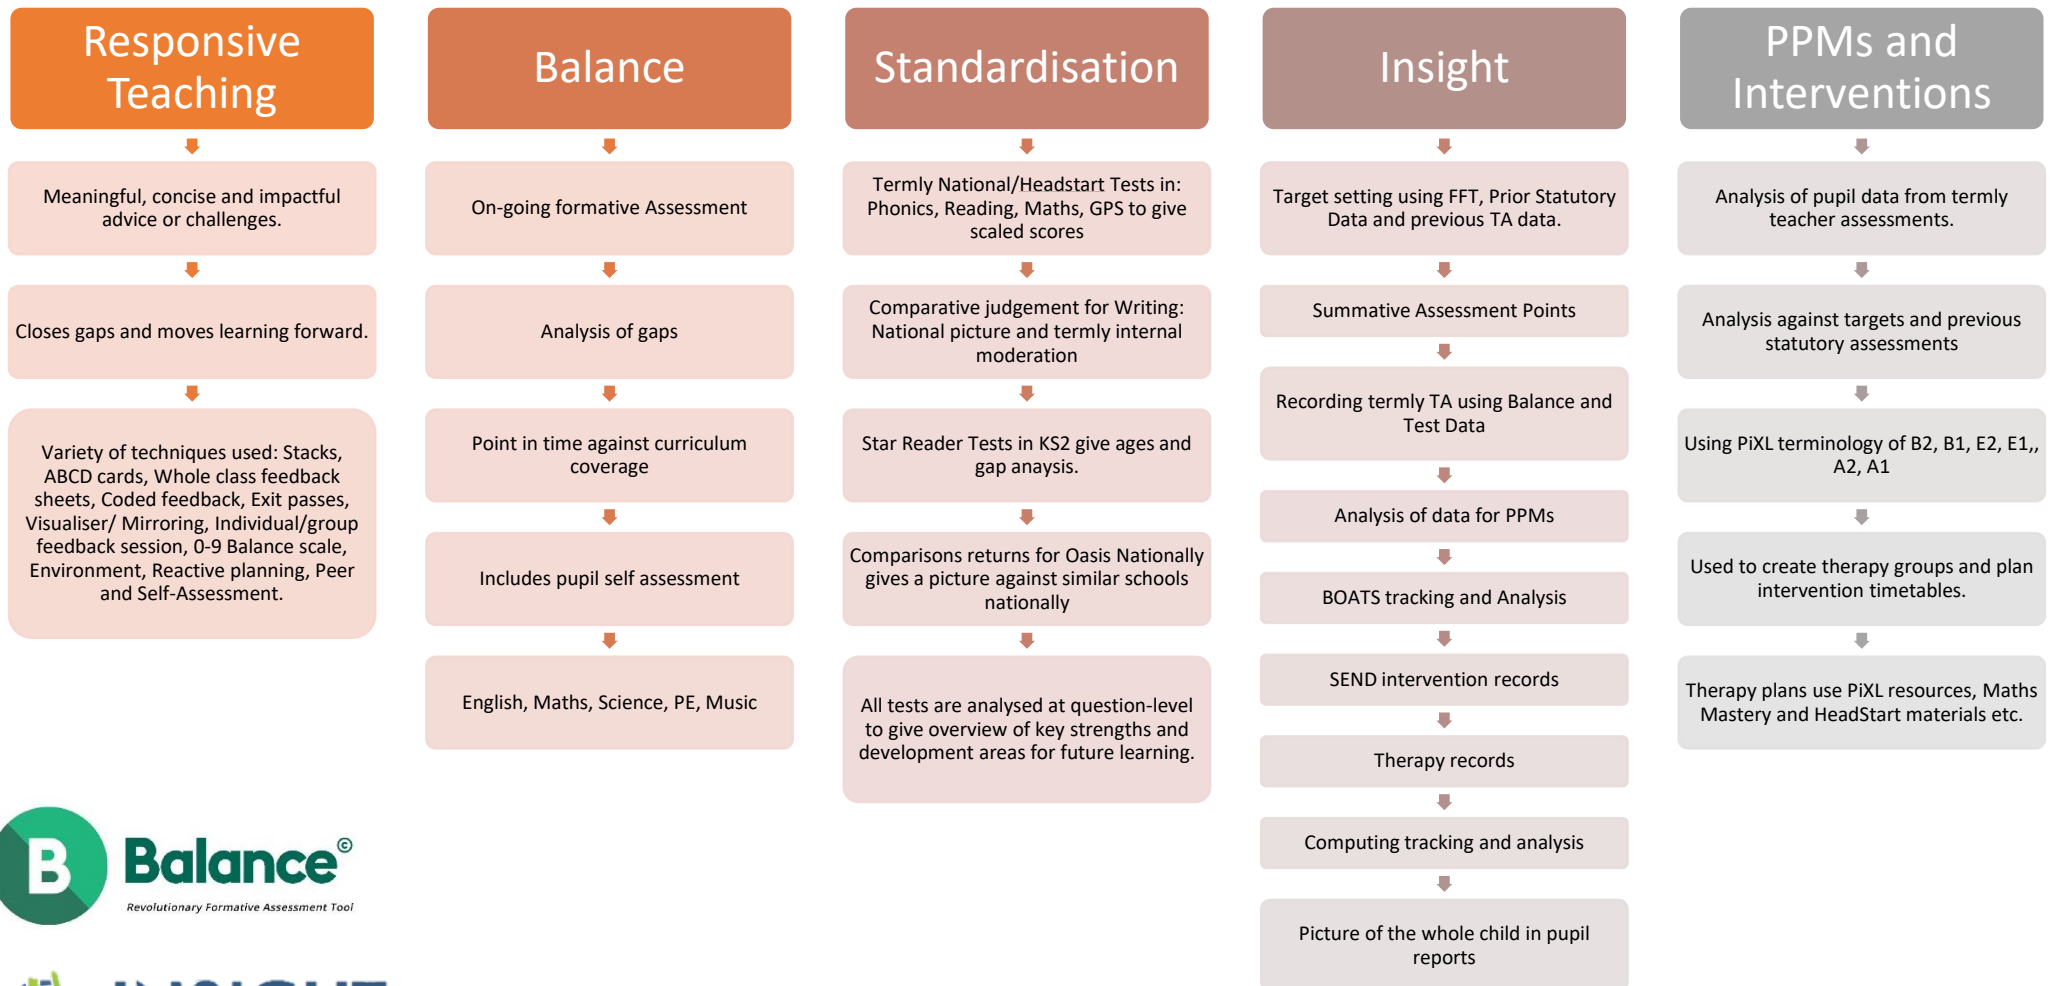 Responsive
Teaching
Meaningful, concise and impactful
advice or challenges.
Closes gaps and moves learning forward.
Variety of techniques used: Stacks,
ABCD cards, Whole class feedback
sheets, Coded feedback, Exit passes,
Visualiser/ Mirroring, Individual/group
feedback session, 0-9 Balance scale,
Environment, Reactive planning, Peer
and Self-Assessment.
Balance
On-going formative Assessment
Analysis of gaps
Point in time against curriculum
coverage
Includes pupil self assessment
English, Maths, Science, PE, Music
Standardisation
Termly National/Headstart Tests in:
Phonics, Reading, Maths, GPS to give
scaled scores
Comparative judgement for Writing:
National picture and termly internal
moderation
Star Reader Tests in KS2 give ages and
gap anaysis.
Comparisons returns for Oasis Nationally
gives a picture against similar schools
nationally
All tests are analysed at question-level
to give overview of key strengths and
development areas for future learning.
Insight
Target setting using FFT, Prior Statutory
Data and previous TA data.
Summative Assessment Points
Recording termly TA using Balance and
Test Data
Analysis of data for PPMs
BOATS tracking and Analysis
SEND intervention records
Therapy records
Computing tracking and analysis
Picture of the whole child in pupil
reports
PPMs and
Interventions
Analysis of pupil data from termly
teacher assessments.
Analysis against targets and previous
statutory assessments
Using PiXL terminology of B2, B1, E2, E1,,
A2, A1
Used to create therapy groups and plan
intervention timetables.
Therapy plans use PiXL resources, Maths
Mastery and HeadStart materials etc.
B
Balance©
Revolutionary Formative Assessment Tool
INSIGHT